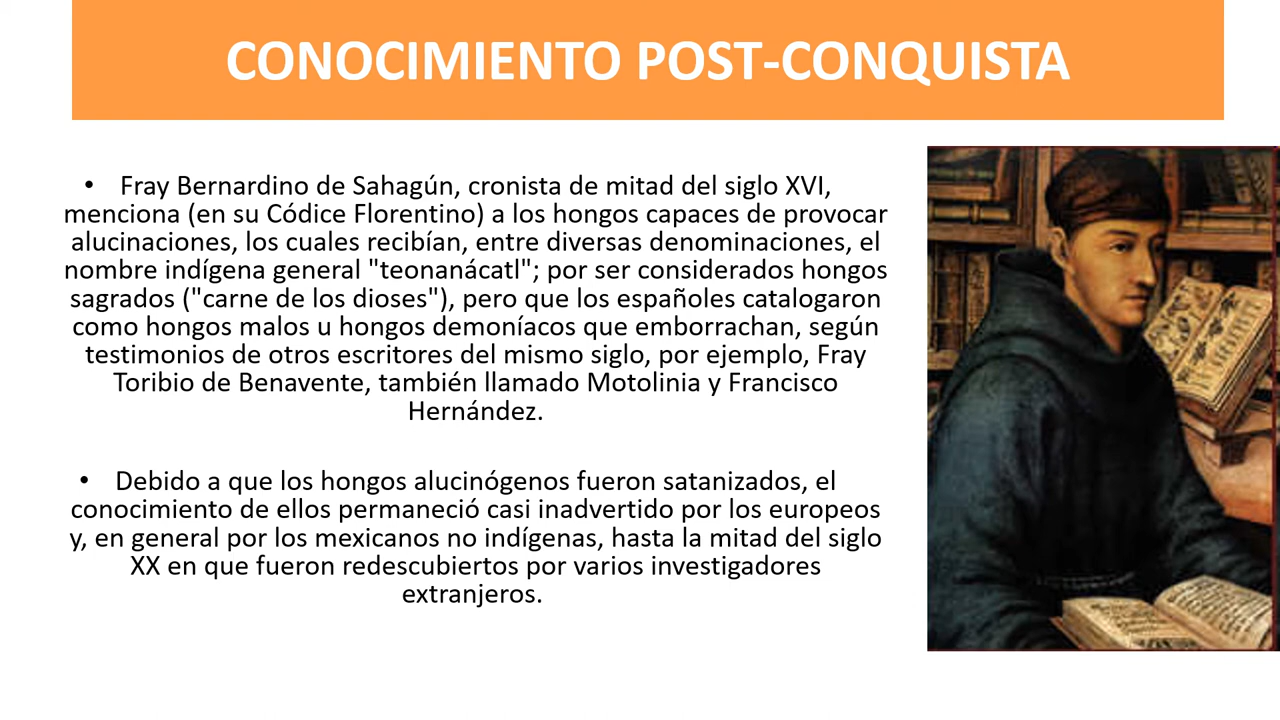 CONOCIMIENTO POST-CONQUISTA
• Fray Bernardino de Sahagún, cronista de mitad del siglo XVI,
menciona (en su Códice Florentino) a los hongos capaces de provocar
alucinaciones, los cuales recibían, entre diversas denominaciones, el
nombre indígena general "teonanácatl"; por ser considerados hongos
sagrados ("carne de los dioses"), pero que los españoles catalogaron
como hongos malos u hongos demoníacos que emborrachan, según
testimonios de otros escritores del mismo siglo, por ejemplo, Fray
Toribio de Benavente, también llamado Motolinia y Francisco
Hernández.
• Debido a que los hongos alucinógenos fueron satanizados, el
conocimiento de ellos permaneció casi inadvertido por los europeos
y, en general por los mexicanos no indígenas, hasta la mitad del siglo
XX en que fueron redescubiertos por varios investigadores
extranjeros.